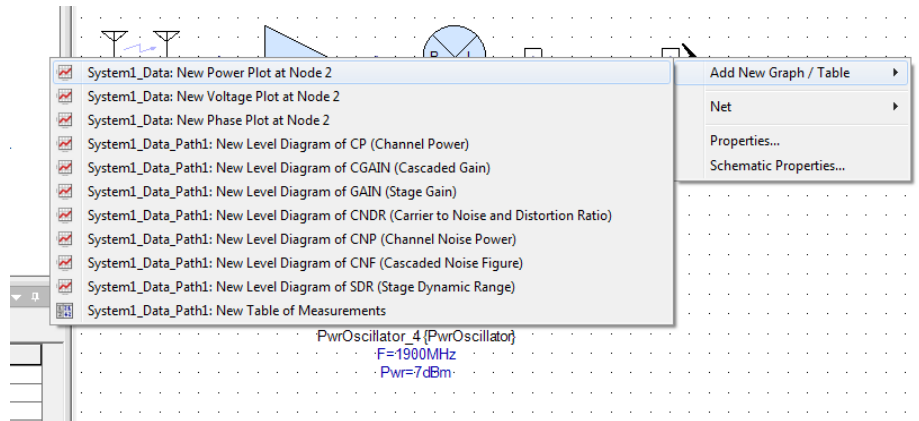 R L
System1_Data: New Power Plot at Node 2
System1_Data: New Voltage Plot at Node 2
System1_Data: New Phase Plot at Node 2
System1_Data_Path1: New Level Diagram of CP (Channel Power)
System1_Data_Path1: New Level Diagram of CGAIN (Cascaded Gain)
System1_Data_Path1: New Level Diagram of GAIN (Stage Gain)
System1_Data_Path1: New Level Diagram of CNDR (Carrier to Noise and Distortion Ratio)
System1_Data_Path1: New Level Diagram of CNP (Channel Noise Power)
System1_Data_Path1: New Level Diagram of CNF (Cascaded Noise Figure)
System1_Data_Path1: New Level Diagram of SDR (Stage Dynamic Range)
System1_Data_Path1: New Table of Measurements
Add New Graph / Table
Net
Properties...
Schematic Properties...
PwrOscillator_4 {PwrOscillator}
F=1900MHz
Pwr=7dBm